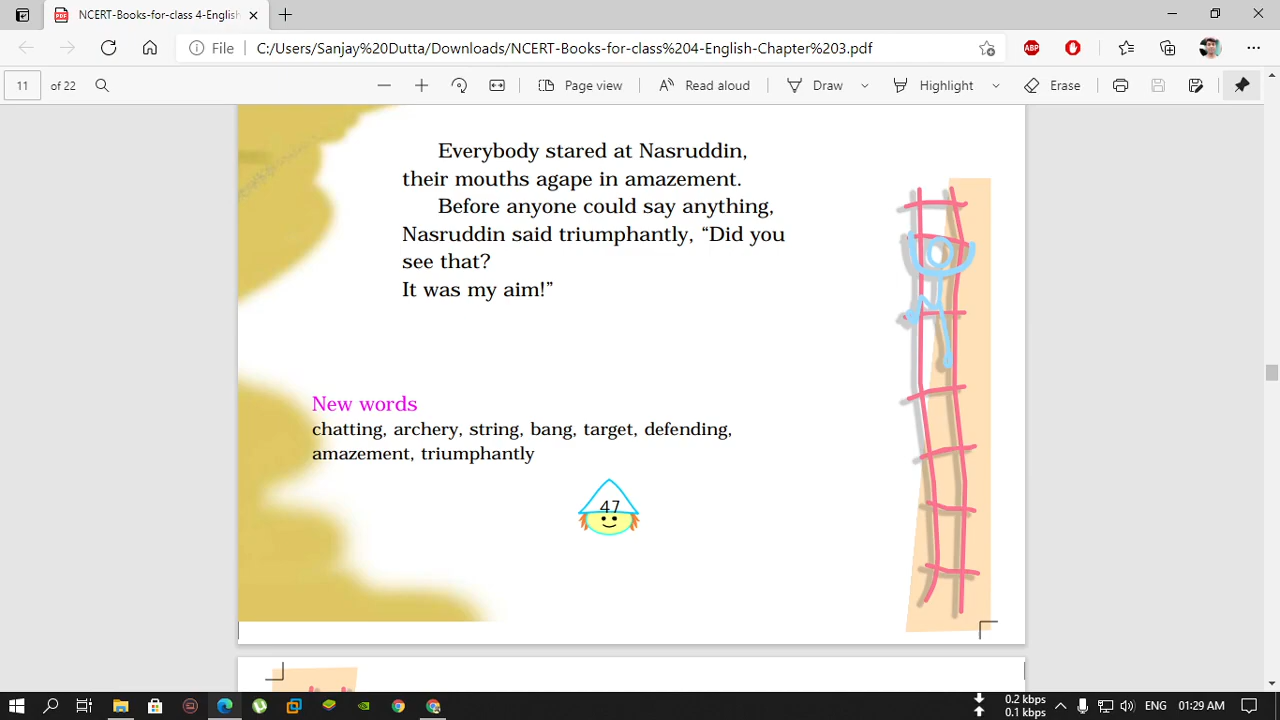 NCERT-Books-for-class 4-English-
File
C:/Users/Sanjay%20Dutta/Downloads/NCERT-Books-for-class%204-English-Chapter%203.pdf
ABP
11 of 22
Page view
Read aloud
Draw
Highlight
Erase
Everybody stared at Nasruddin,
their mouths agape in amazement.
Before anyone could say anything,
Nasruddin said triumphantly, “Did you
see that?
It was my aim!”
New words
chatting, archery, string, bang, target, defending,
amazement, triumphantly
47
0.2 kbps
0.1 kbps
ENG
01:29 AM